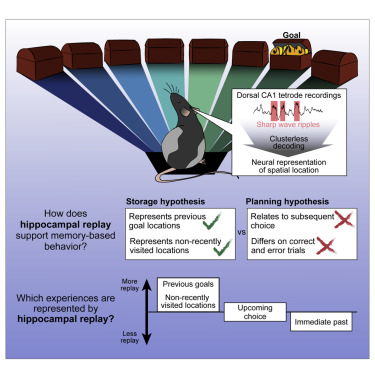 Goal
Dorsal CA1 tetrode recordings
Sharp wave ripples
Clusterless
decoding
Neural representation
of spatial location
How does
hippocampal replay
support memory-based
behavior?
Storage hypothesis
Represents previous
goal locations
Represents non-recently
visited locations
vs
Planning hypothesis
Relates to subsequent
choice
Differs on correct
and error trials
Which experiences are
represented by
hippocampal replay?
More
replay
Less
replay
Previous goals
Non-recently
visited locations
Upcoming
choice
Immediate past